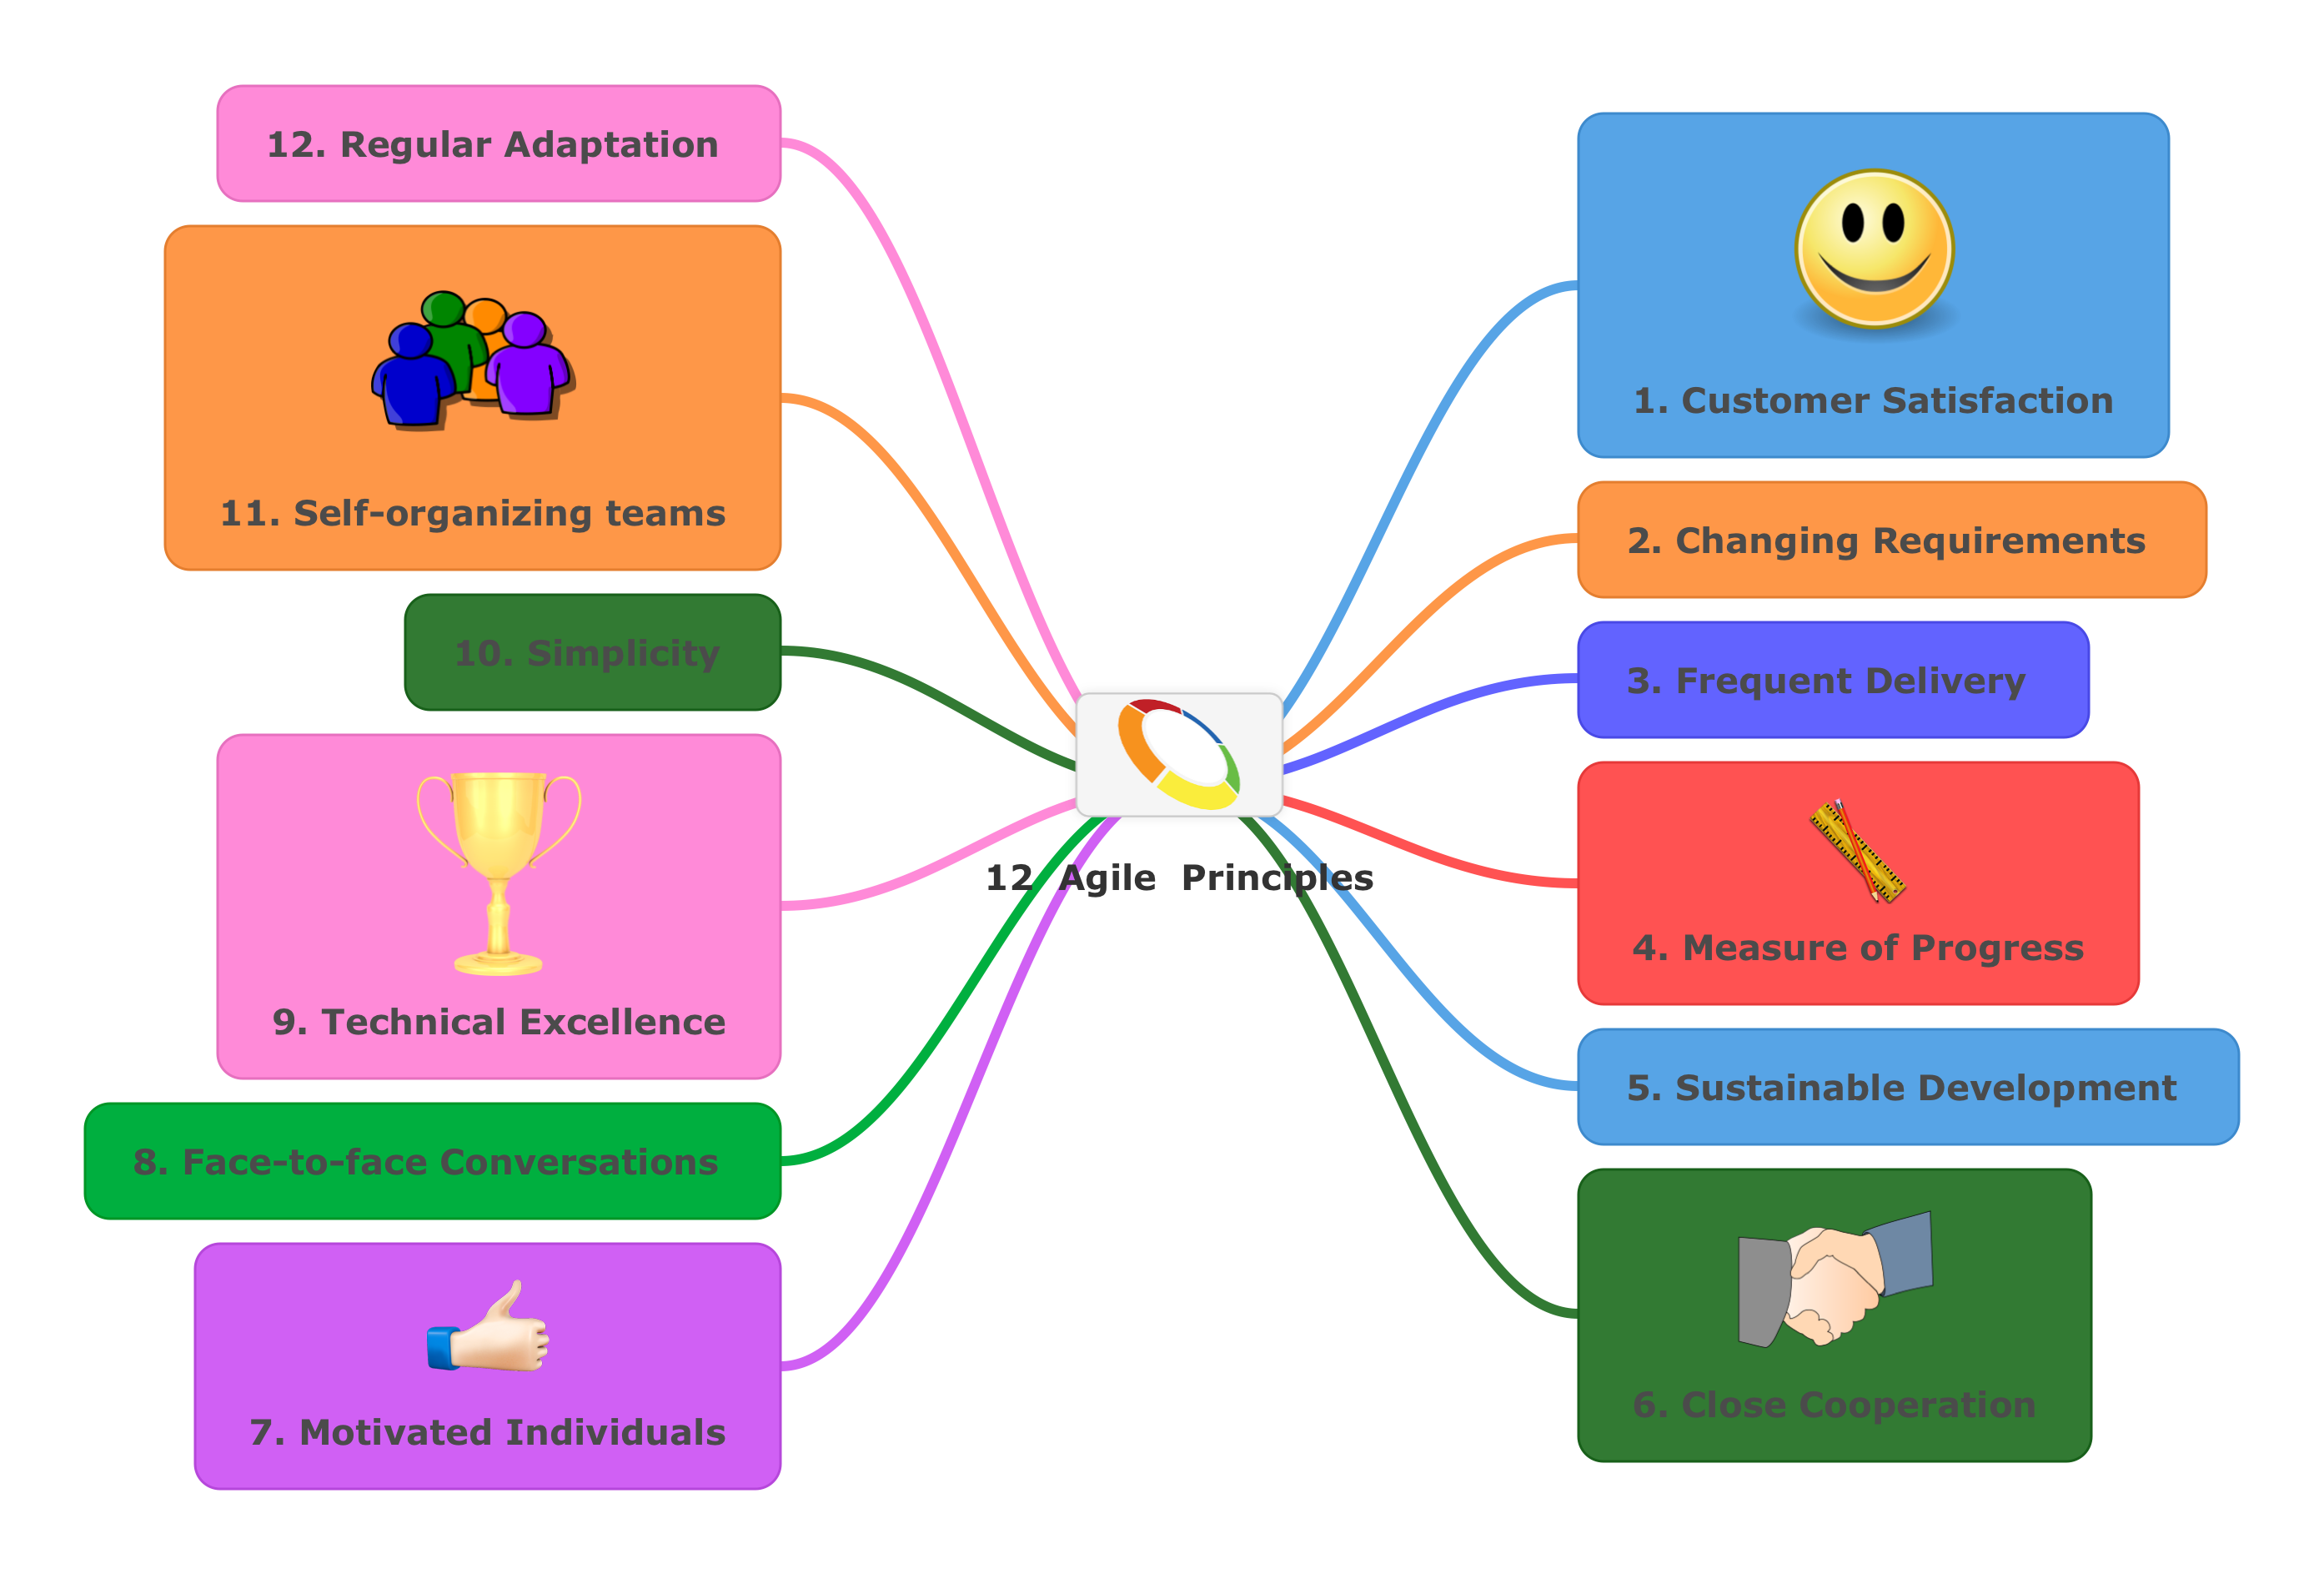 12 Agile Principles
1. Customer Satisfaction
2. Changing Requirements
3. Frequent Delivery
4. Measure of Progress
5. Sustainable Development
6. Close Cooperation
7. Motivated Individuals
8. Face-to-face Conversations
9. Technical Excellence
10. Simplicity
11. Self-organizing teams
12. Regular Adaptation